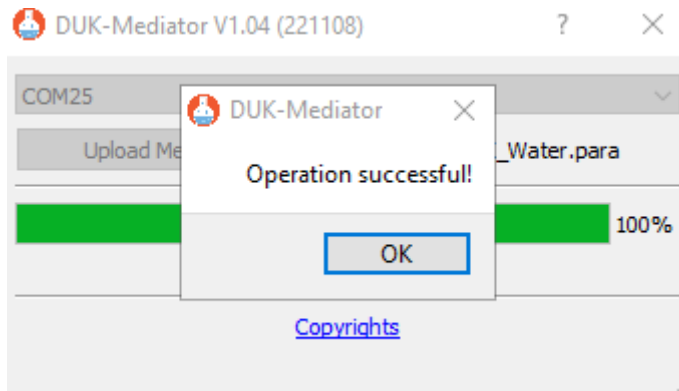 DUK-Mediator V1.04 (221108) ?
COM25
DUK-Mediator
Upload Me
_Water.para
Operation successful!
100%
OK
Copyrights